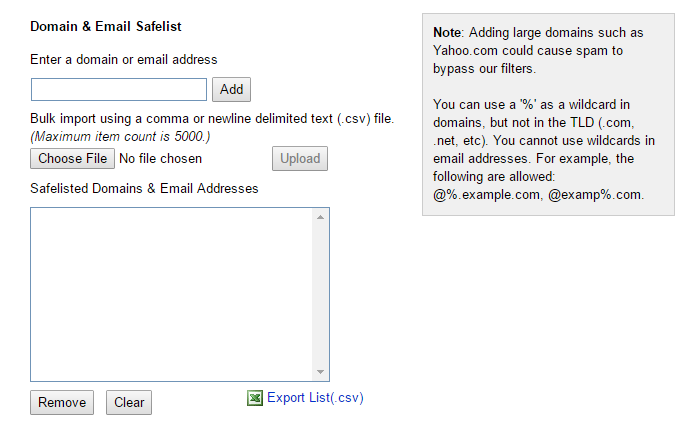 Domain & Email Safelist
Enter a domain or email address
Add
Bulk import using a comma or newline delimited text (.csv) file.
(Maximum item count is 5000.)
Choose File No file chosen Upload
Safelisted Domains & Email Addresses
Remove Clear Export List(.csv)
Note: Adding large domains such as
Yahoo.com could cause spam to
bypass our filters.
You can use a '%' as a wildcard in
domains, but not in the TLD (.com,
.net, etc). You cannot use wildcards in
email addresses. For example, the
following are allowed:
@%.example.com, @examp%.com.